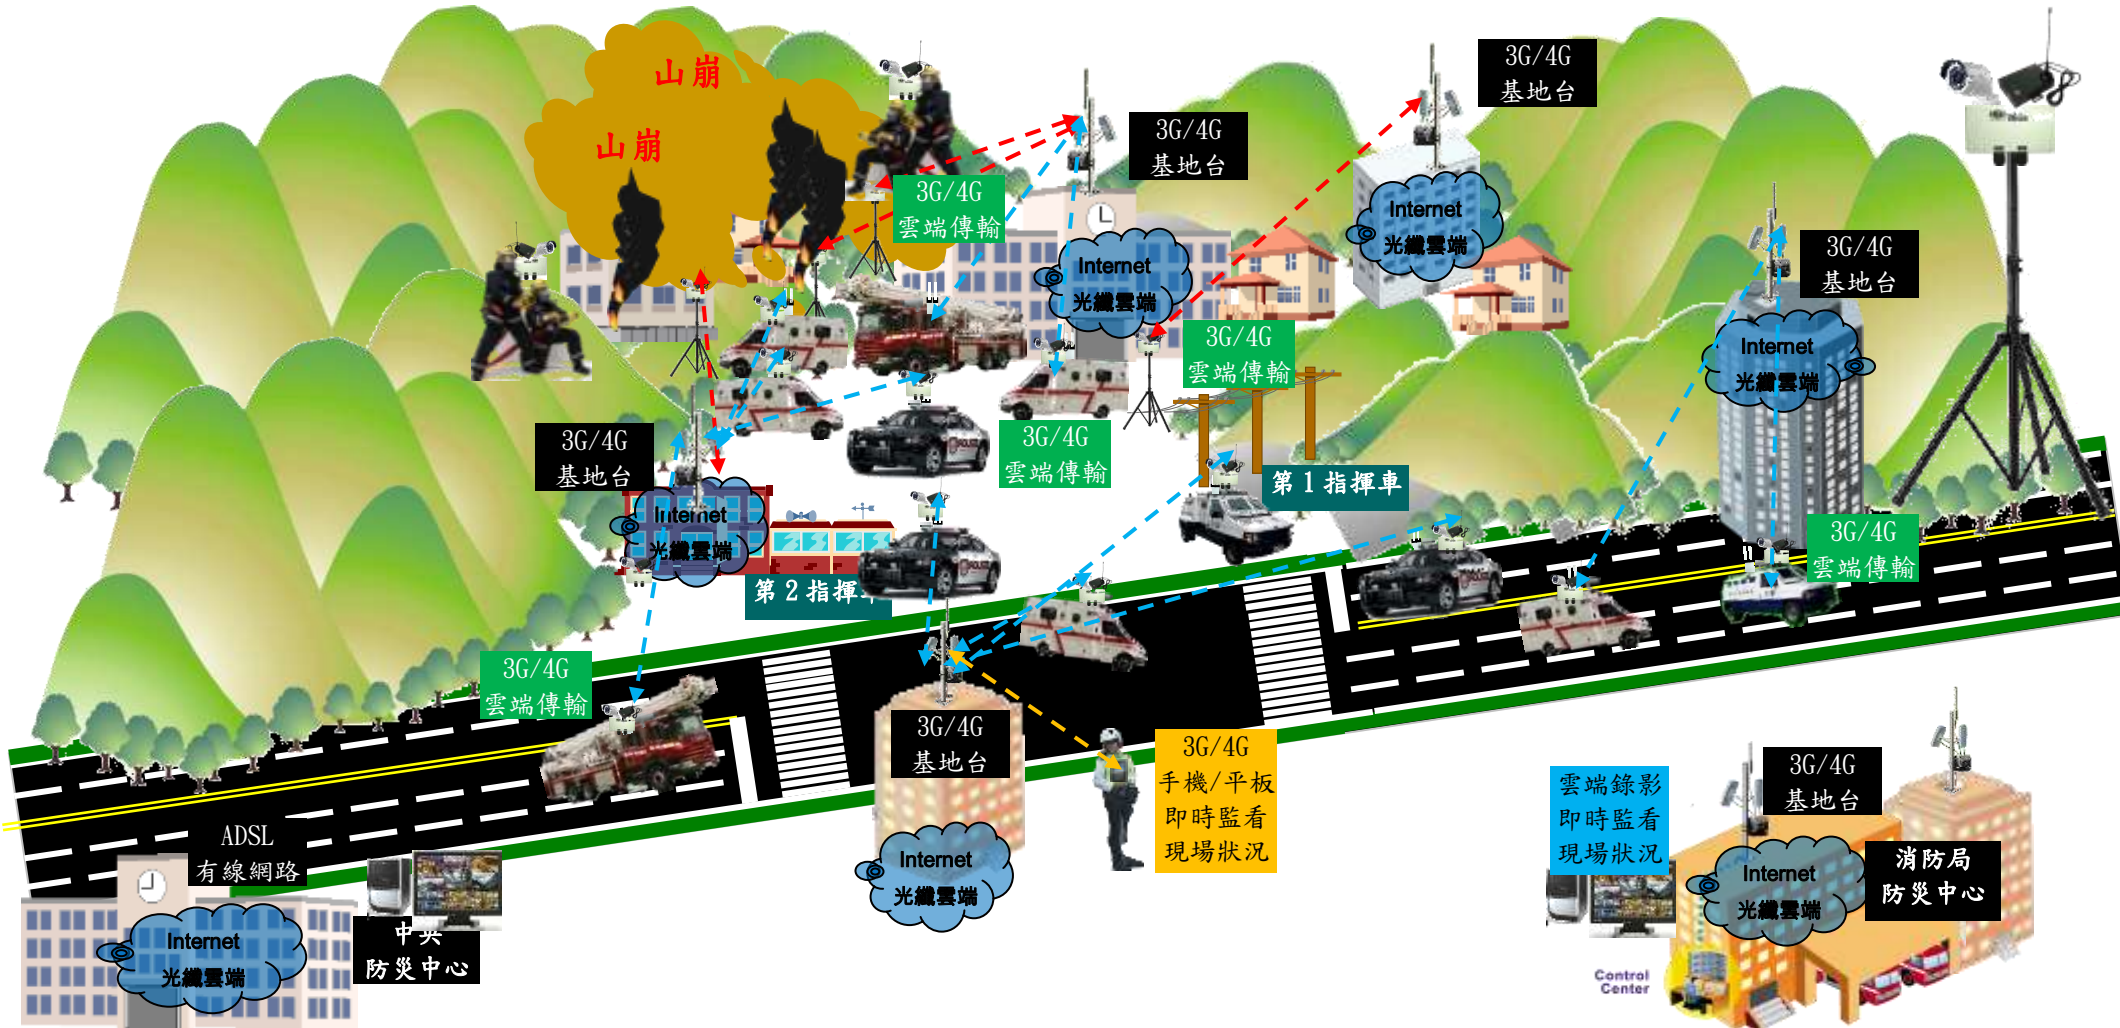 山崩
山崩
3G/4G
基地台
3G/4G
基地台
3G/4G
雲端傳輸
Internet
光纖雲端
Internet
光纖雲端
3G/4G
基地台
3G/4G
雲端傳輸
Internet
光纖雲端
3G/4G
基地台
3G/4G
雲端傳輸
第1指揮車
Internet
光纖雲端
3G/4G
雲端傳輸
第2指揮車
3G/4G
雲端傳輸
3G/4G
基地台
3G/4G
手機/平板
即時監看
現場狀況
雲端錄影
即時監看
現場狀況
3G/4G
基地台
ADSL
有線網路
Internet
光纖雲端
Internet
光纖雲端
消防局
防災中心
中央
防災中心
Internet
光纖雲端
Control
Center